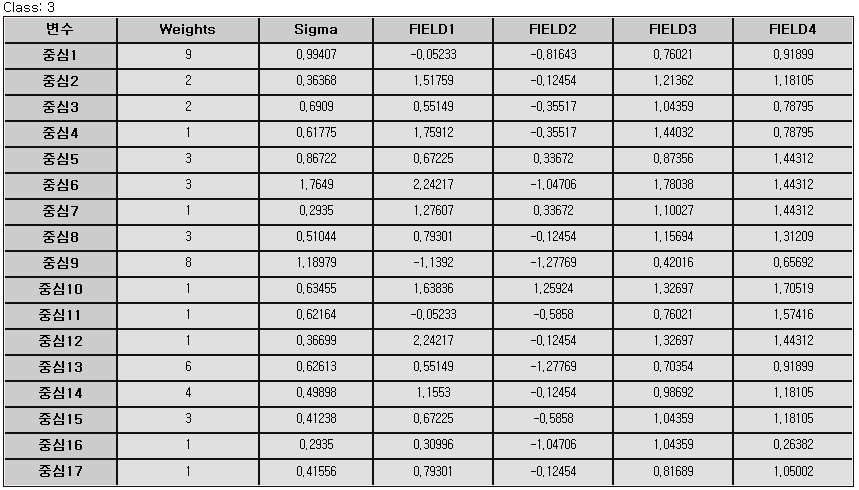 Class: 3
변수 Weights Sigma FIELD1 FIELD2 FIELD3 FIELD4
중심1 9 0,99407 -0,05233 -0,81643 0,76021 0,91899
중심2 2 0,36368 1,51759 -0,12454 1,21362 1,18105
중심3 2 0,6909 0,55149 -0,35517 1,04359 0,78795
중심4 1 0,61775 1,75912 -0,35517 1,44032 0,78795
중심5 3 0,86722 0,67225 0,33672 0,87356 1,44312
중심6 3 1,7649 2,24217 -1,04706 1,78038 1,44312
중심7 1 0,2935 1,27607 0,33672 1,10027 1,44312
중심8 3 0,51044 0,79301 -0,12454 1,15694 1,31209
중심9 8 1,18979 -1,1392 -1,27769 0,42016 0,65692
중심10 1 0,63455 1,63836 1,25924 1,32697 1,70519
중심11 1 0,62164 -0,05233 -0,5858 0,76021 1,57416
중심12 1 0,36699 2,24217 -0,12454 1,32697 1,44312
중심13 6 0,62613 0,55149 -1,27769 0,70354 0,91899
중심14 4 0,49898 1,1553 -0,12454 0,98692 1,18105
중심15 3 0,41238 0,67225 -0,5858 1,04359 1,18105
중심16 1 0,2935 0,30996 -1,04706 1,04359 0,26382
중심17 1 0,41556 0,79301 -0,12454 0,81689 1,05002